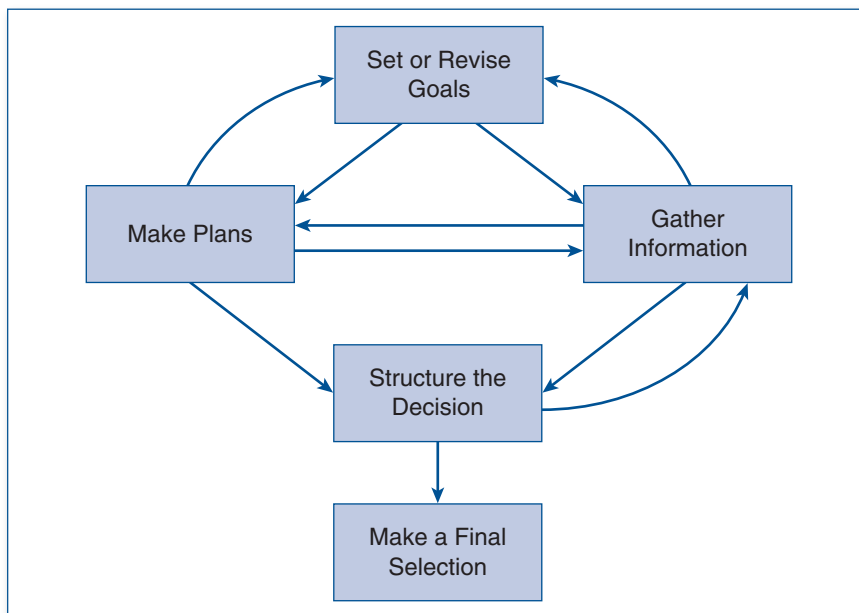 Set or Revise
Goals
Make Plans
Gather
Information
Structure the
Decision
Make a Final
Selection